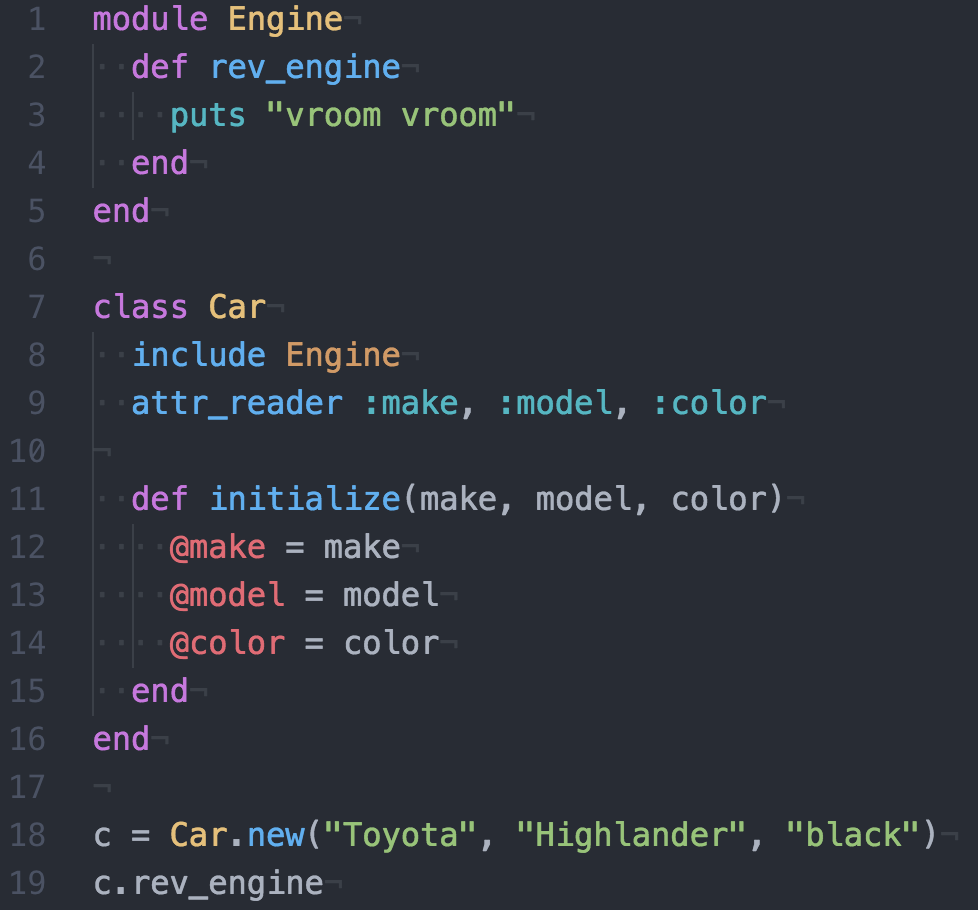 1 module Engine¬
2 ··def rev_engine¬
3 ····puts "vroom vroom"¬
4 ··end¬
5 end¬
6 ¬
7 class Car¬
8 ··include Engine¬
9 ··attr_reader :make, :model, :color¬
10 ¬
11 ··def initialize(make, model, color)¬
12 ····@make = make¬
13 ····@model = model¬
14 ····@color = color¬
15 ··end¬
16 end¬
17 ¬
18 c = Car.new("Toyota", "Highlander", "black")¬
19 c.rev_engine¬